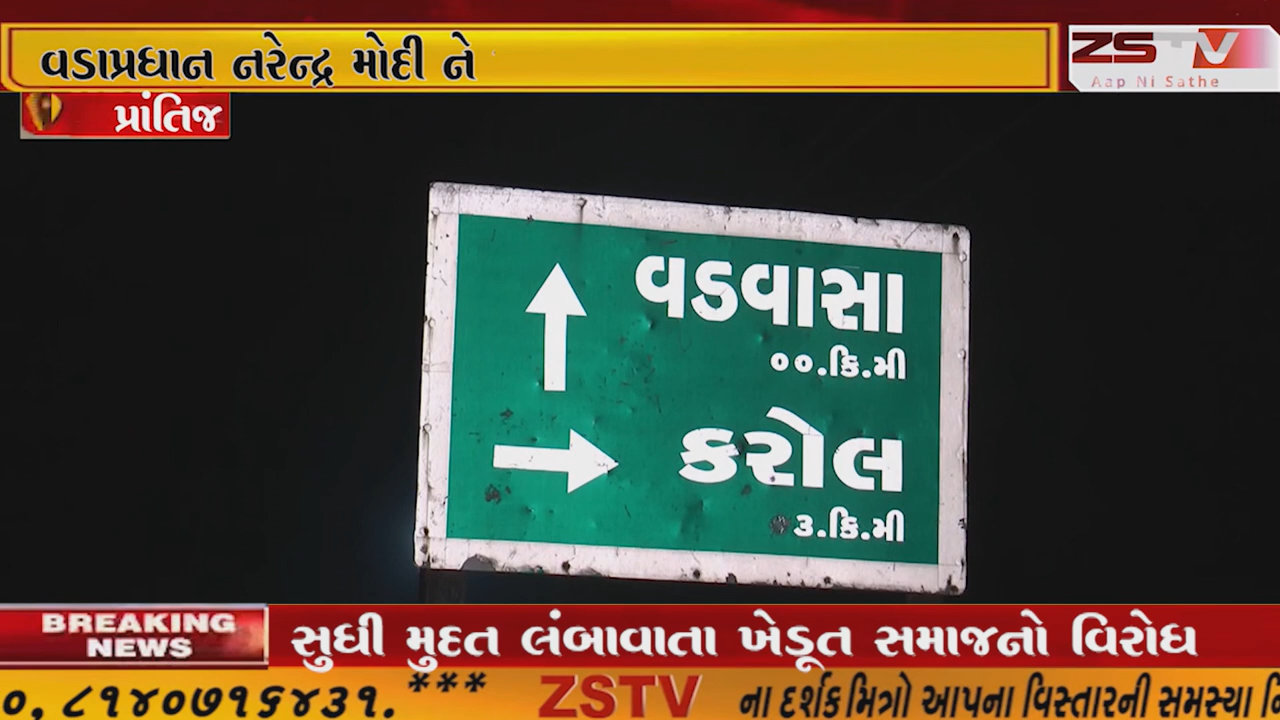 વડાપ્રધાન નરેન્દ્ર મોદી ને
ZSTV
Aap Ni Sathe
પ્રાંતિજ
વડવાસા
૦૦.કિ.મી
કરોલ
૩.કિ.મી
BREAKING
NEWS
સુધી મુદત લંબાવાતા ખેડૂત સમાજનો વિરોધ
૦, ૮૧૪૦૭૧૬૪૩૧. *** ZSTV ના દર્શક મિત્રો આપના વિસ્તારની સમસ્યા